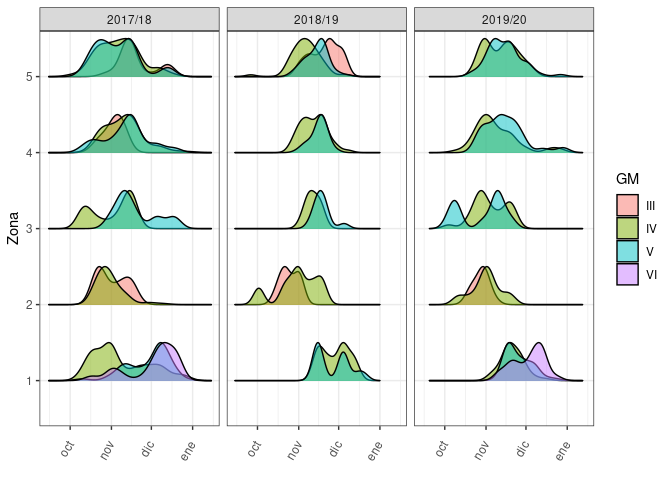 2017/18 2018/19 2019/20
GM
III
IV
V
VI
Zona
5
4
3
2
1
oct nov dic ene oct nov dic ene oct nov dic ene